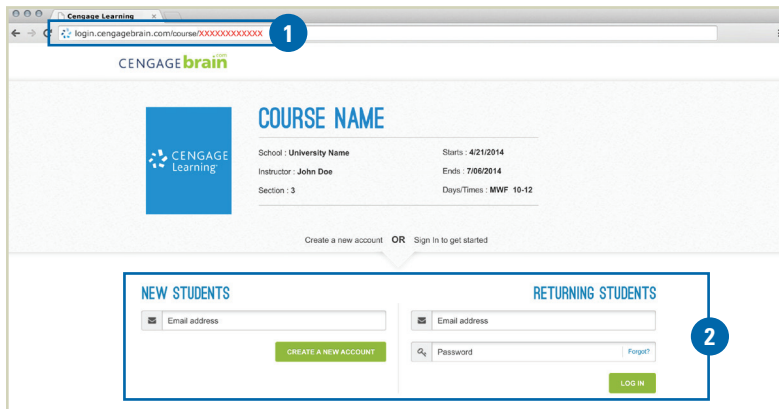 Cengage Learning
login.cengagebrain.com/course/XXXXXXXXXXXX
1
CENGAGEbrain.com
COURSE NAME
CENGAGE
Learning
School : University Name
Starts : 4/21/2014
Instructor : John Doe
Ends : 7/06/2014
Section : 3
Days/Times : MWF 10-12
Create a new account OR Sign In to get started
NEW STUDENTS
RETURNING STUDENTS
Email address
Email address
CREATE A NEW ACCOUNT
Password
Forgot?
LOG IN
2